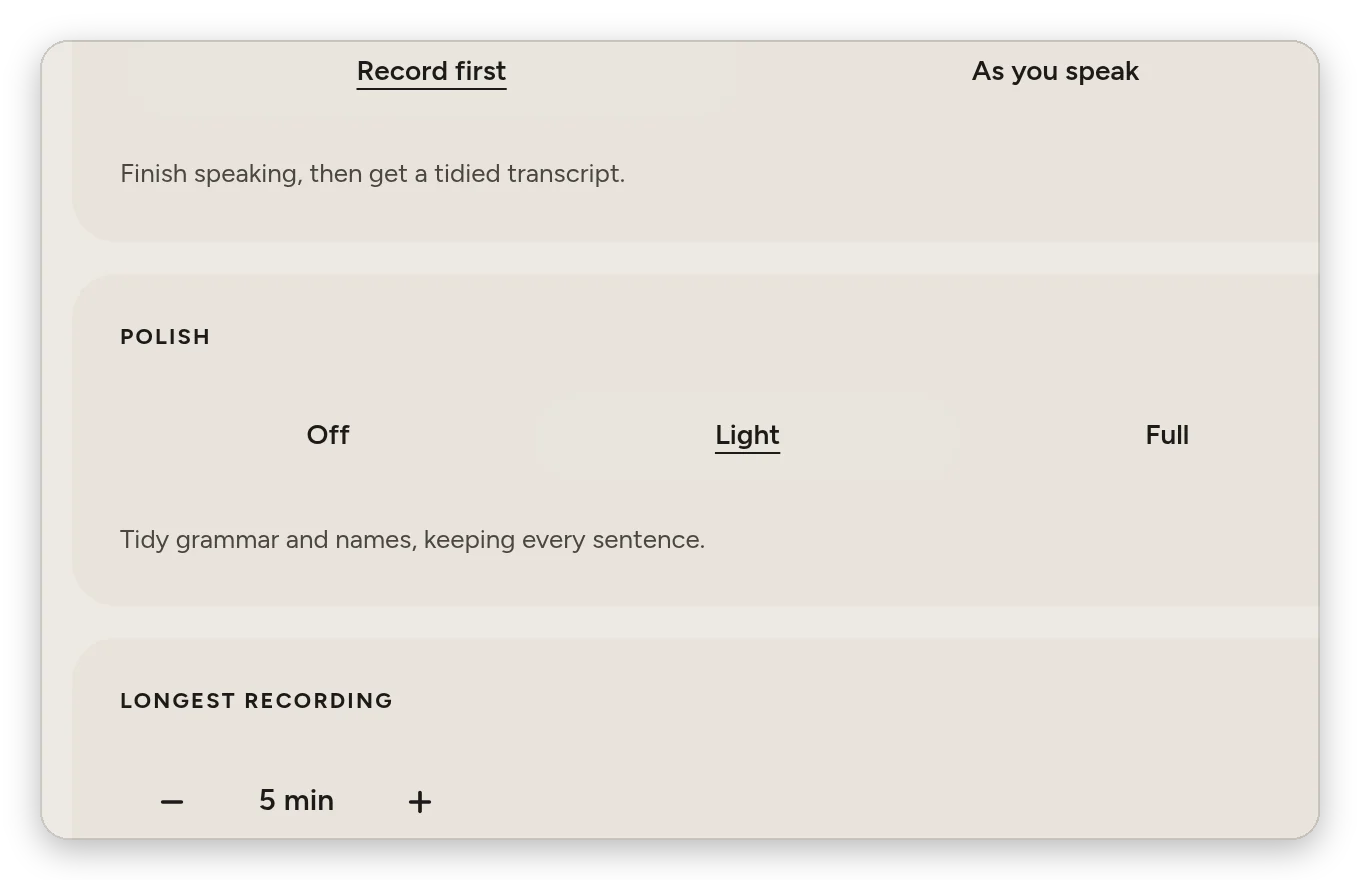 Record first As you speak
Finish speaking, then get a tidied transcript.
POLISH
Off Light Full
Tidy grammar and names, keeping every sentence.
LONGEST RECORDING
− 5 min +